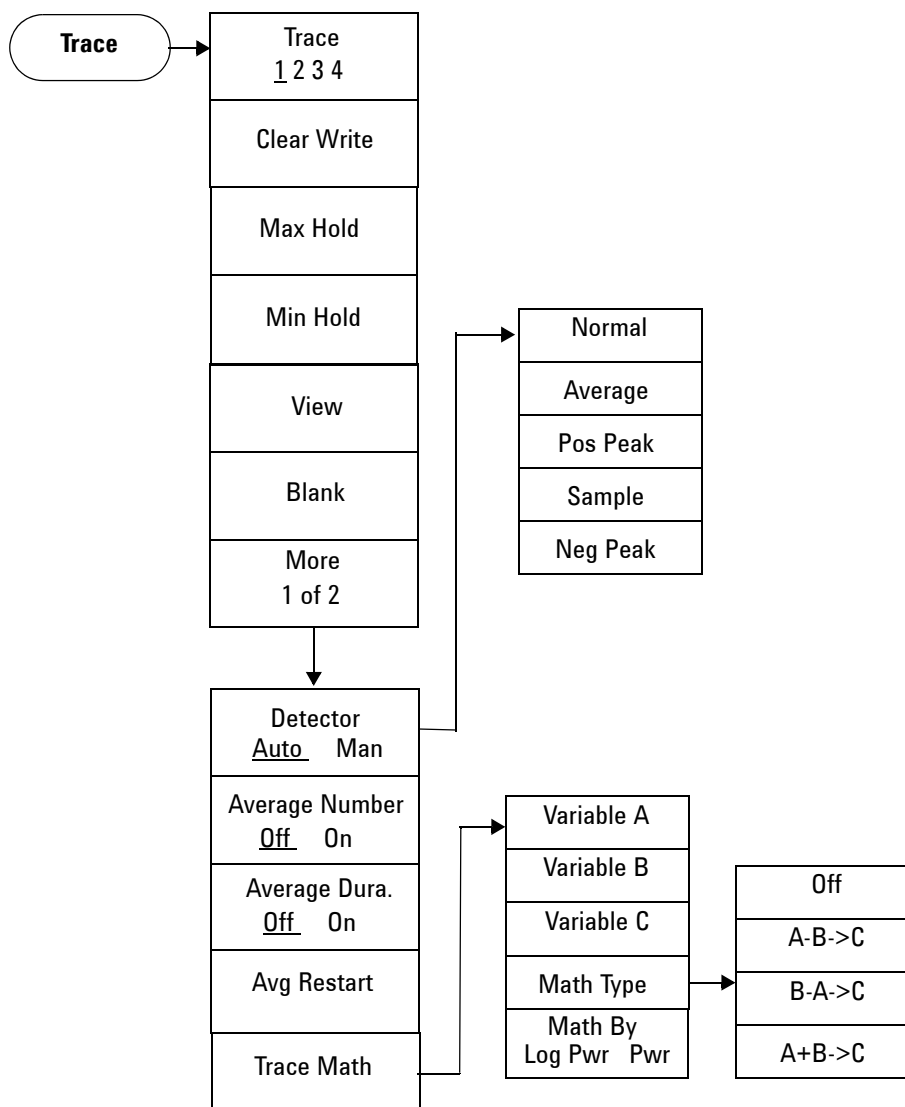 Trace
Trace
1 2 3 4
Clear Write
Max Hold
Min Hold
View
Blank
More
1 of 2
Normal
Average
Pos Peak
Sample
Neg Peak
Detector
Auto Man
Average Number
Off On
Average Dura.
Off On
Avg Restart
Trace Math
Variable A
Variable B
Variable C
Math Type
Math By
Log Pwr Pwr
Off
A-B->C
B-A->C
A+B->C